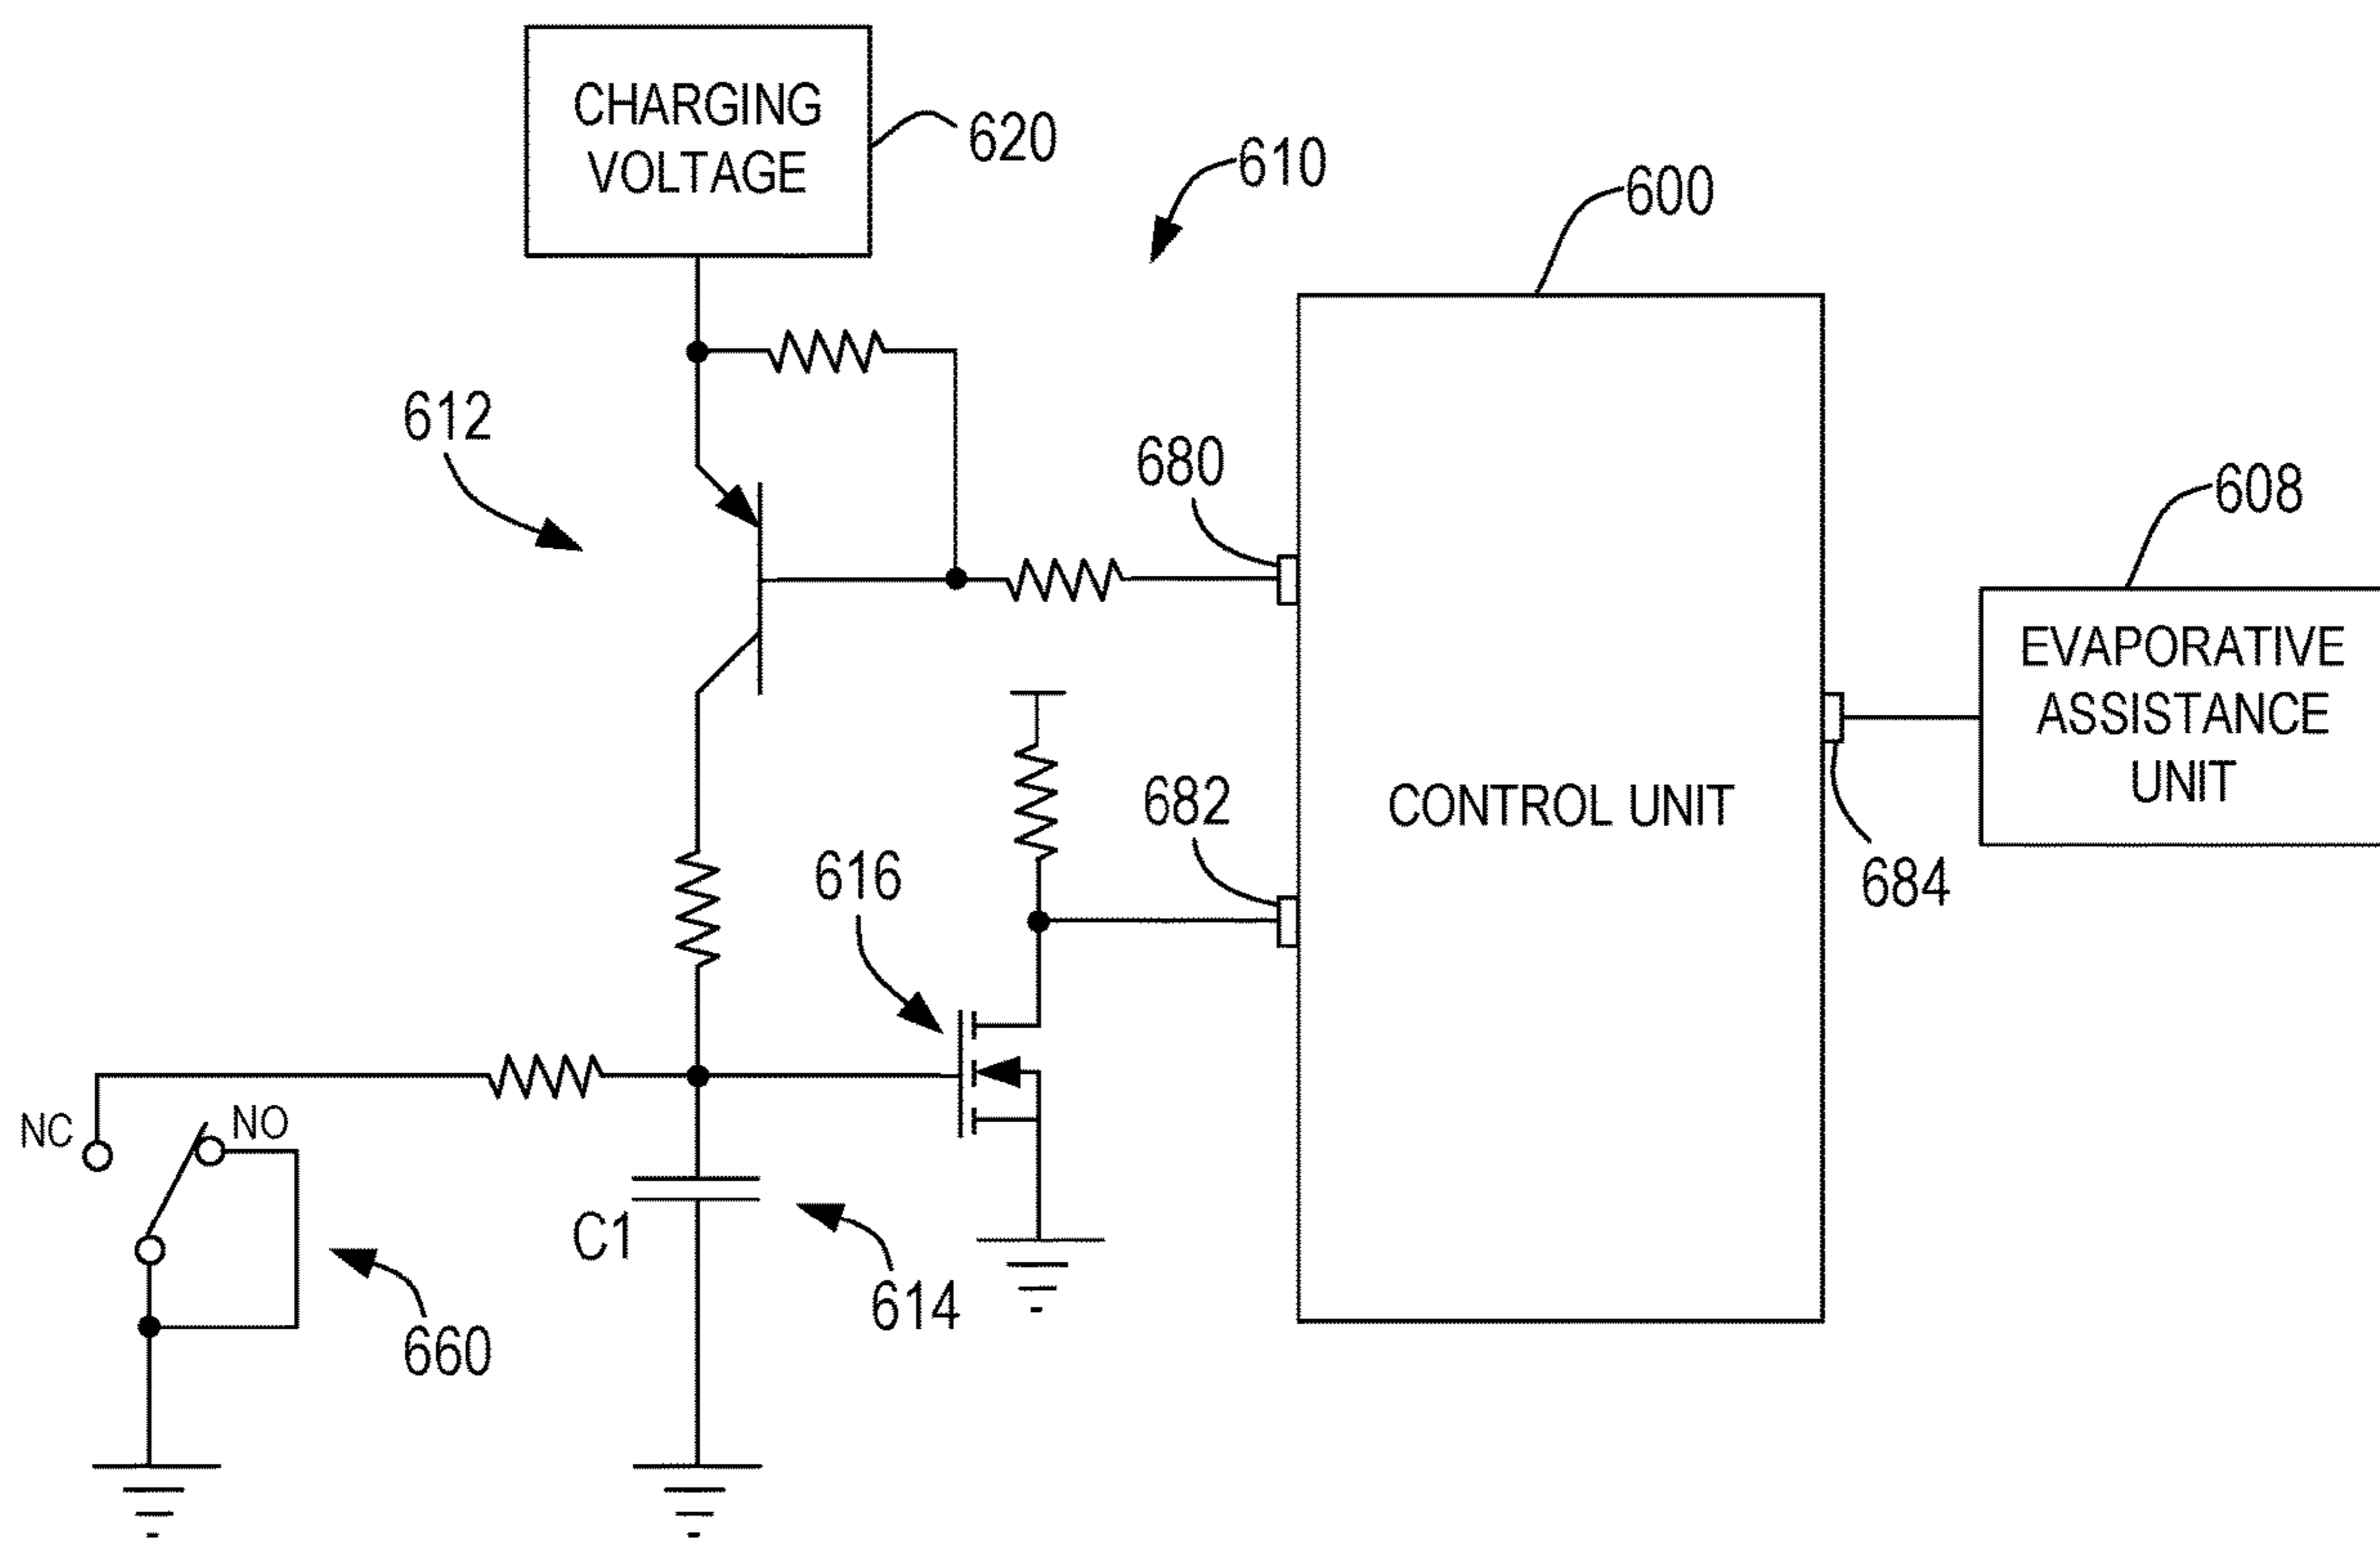 CHARGING
VOLTAGE
620
610
600
612
680
608
EVAPORATIVE
ASSISTANCE
UNIT
682
CONTROL UNIT
616
684
NC
NO
C1
614
660